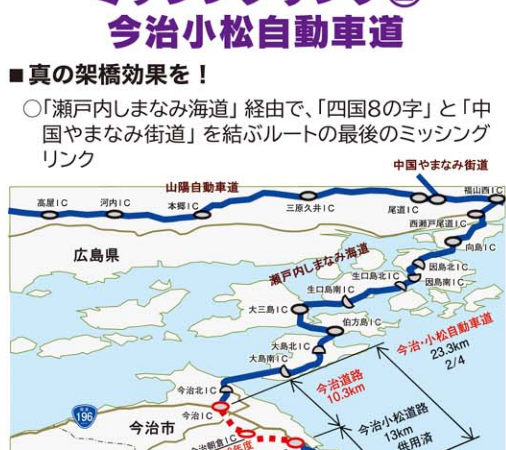 今治小松自動車道
■真の架橋効果を！
○「瀬戸内しまなみ海道」経由で、「四国8の字」と「中
国やまなみ街道」を結ぶルートの最後のミッシング
リンク
中国やまなみ街道
山陽自動車道
福山西IC
高屋IC
河内IC
本郷IC
三原久井IC
尾道IC
西瀬戸尾道IC
向島IC
広島県
瀬戸内しまなみ海道
因島北IC
生口島北IC
因島南IC
生口島南IC
大三島IC
伯方島IC
大島北IC
大島南IC
今治・小松自動車道
23.3km
2/4
今治道路
10.3km
今治北IC
今治小松道路
13km
供用済
196
今治IC
今治市
今治朝倉IC
年度